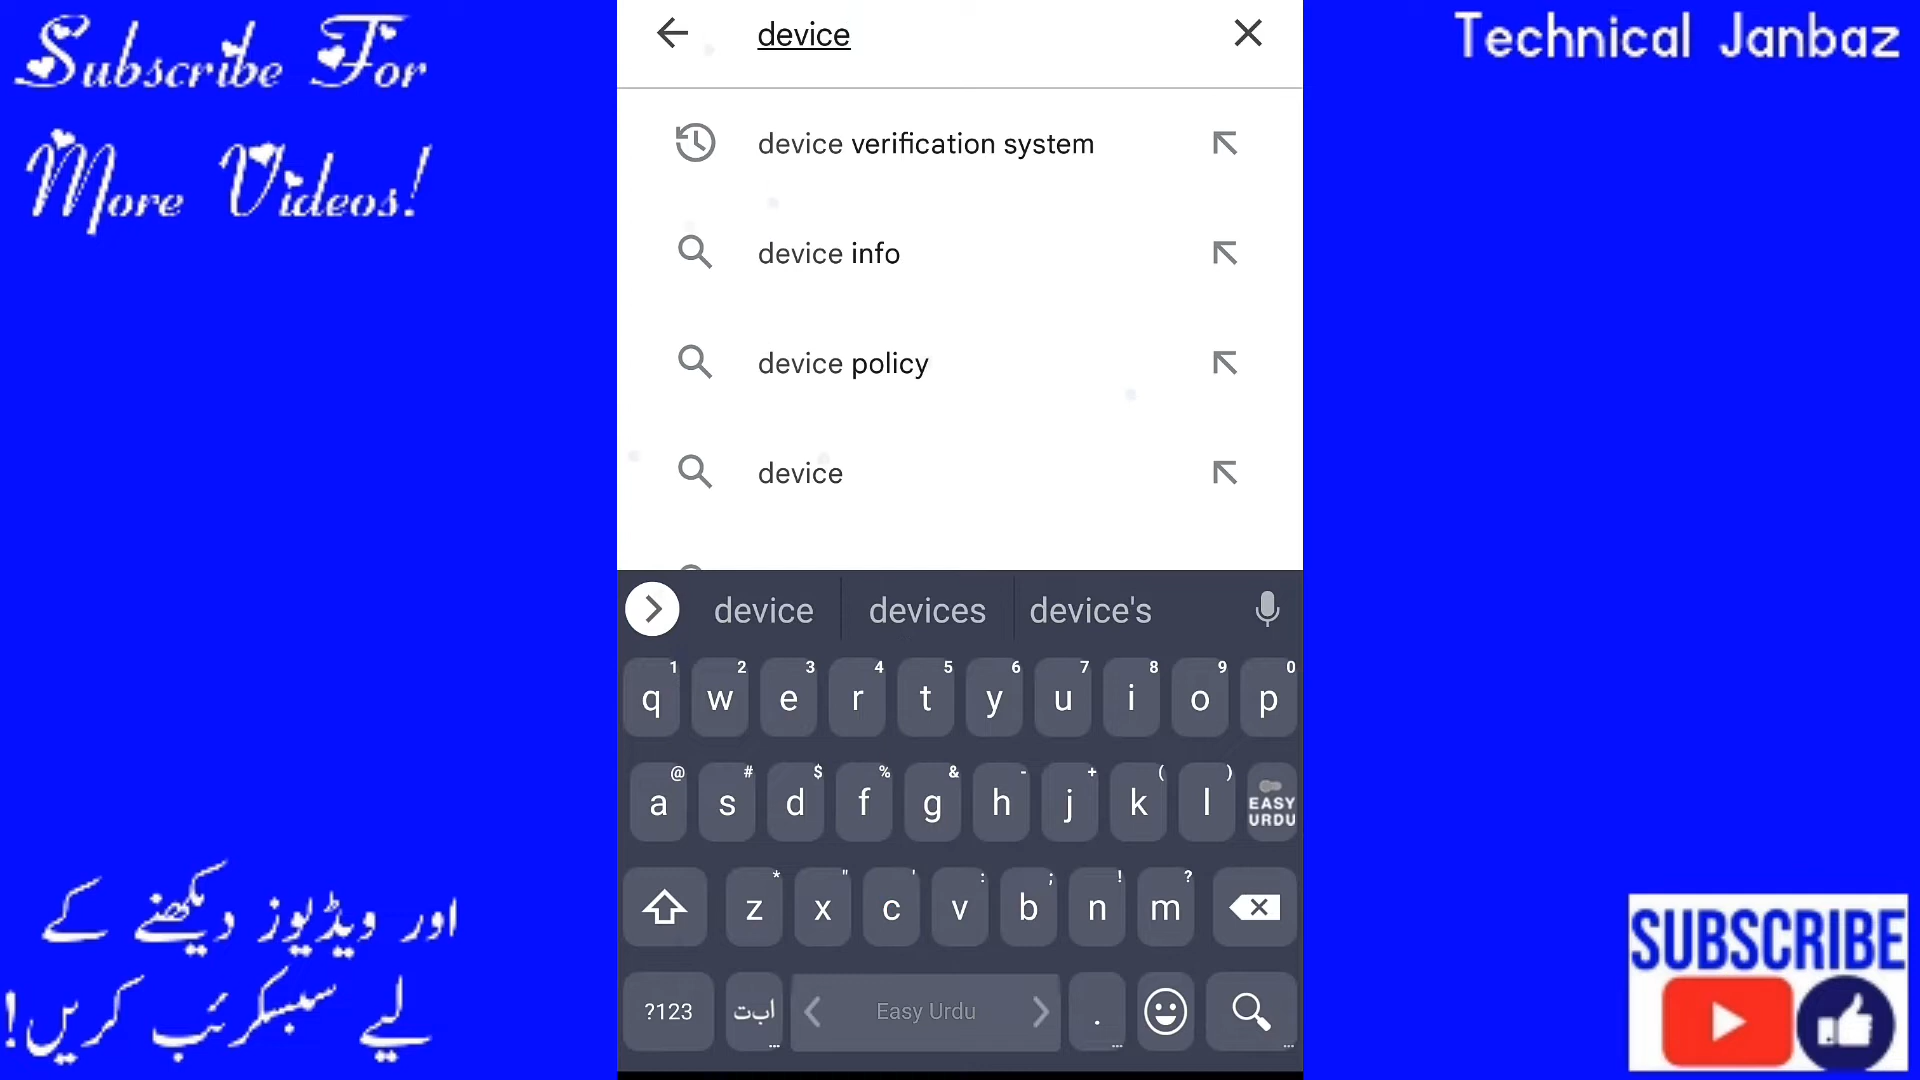 Subscribe For
More Videos!
Technical Janbaz
device
device verification system
device info
device policy
device
device devices device's
1 2 3 4 5 6 7 8 9 0
q w e r t y u i o p
@ # $ % & - + ( )
a s d f g h j k l EASY URDU
* " ' : ; ! ?
z x c v b n m
?123 ا ب ت Easy Urdu .
اور ویڈیوز دیکھنے کے
لیے سبسکرئب کریں!
SUBSCRIBE